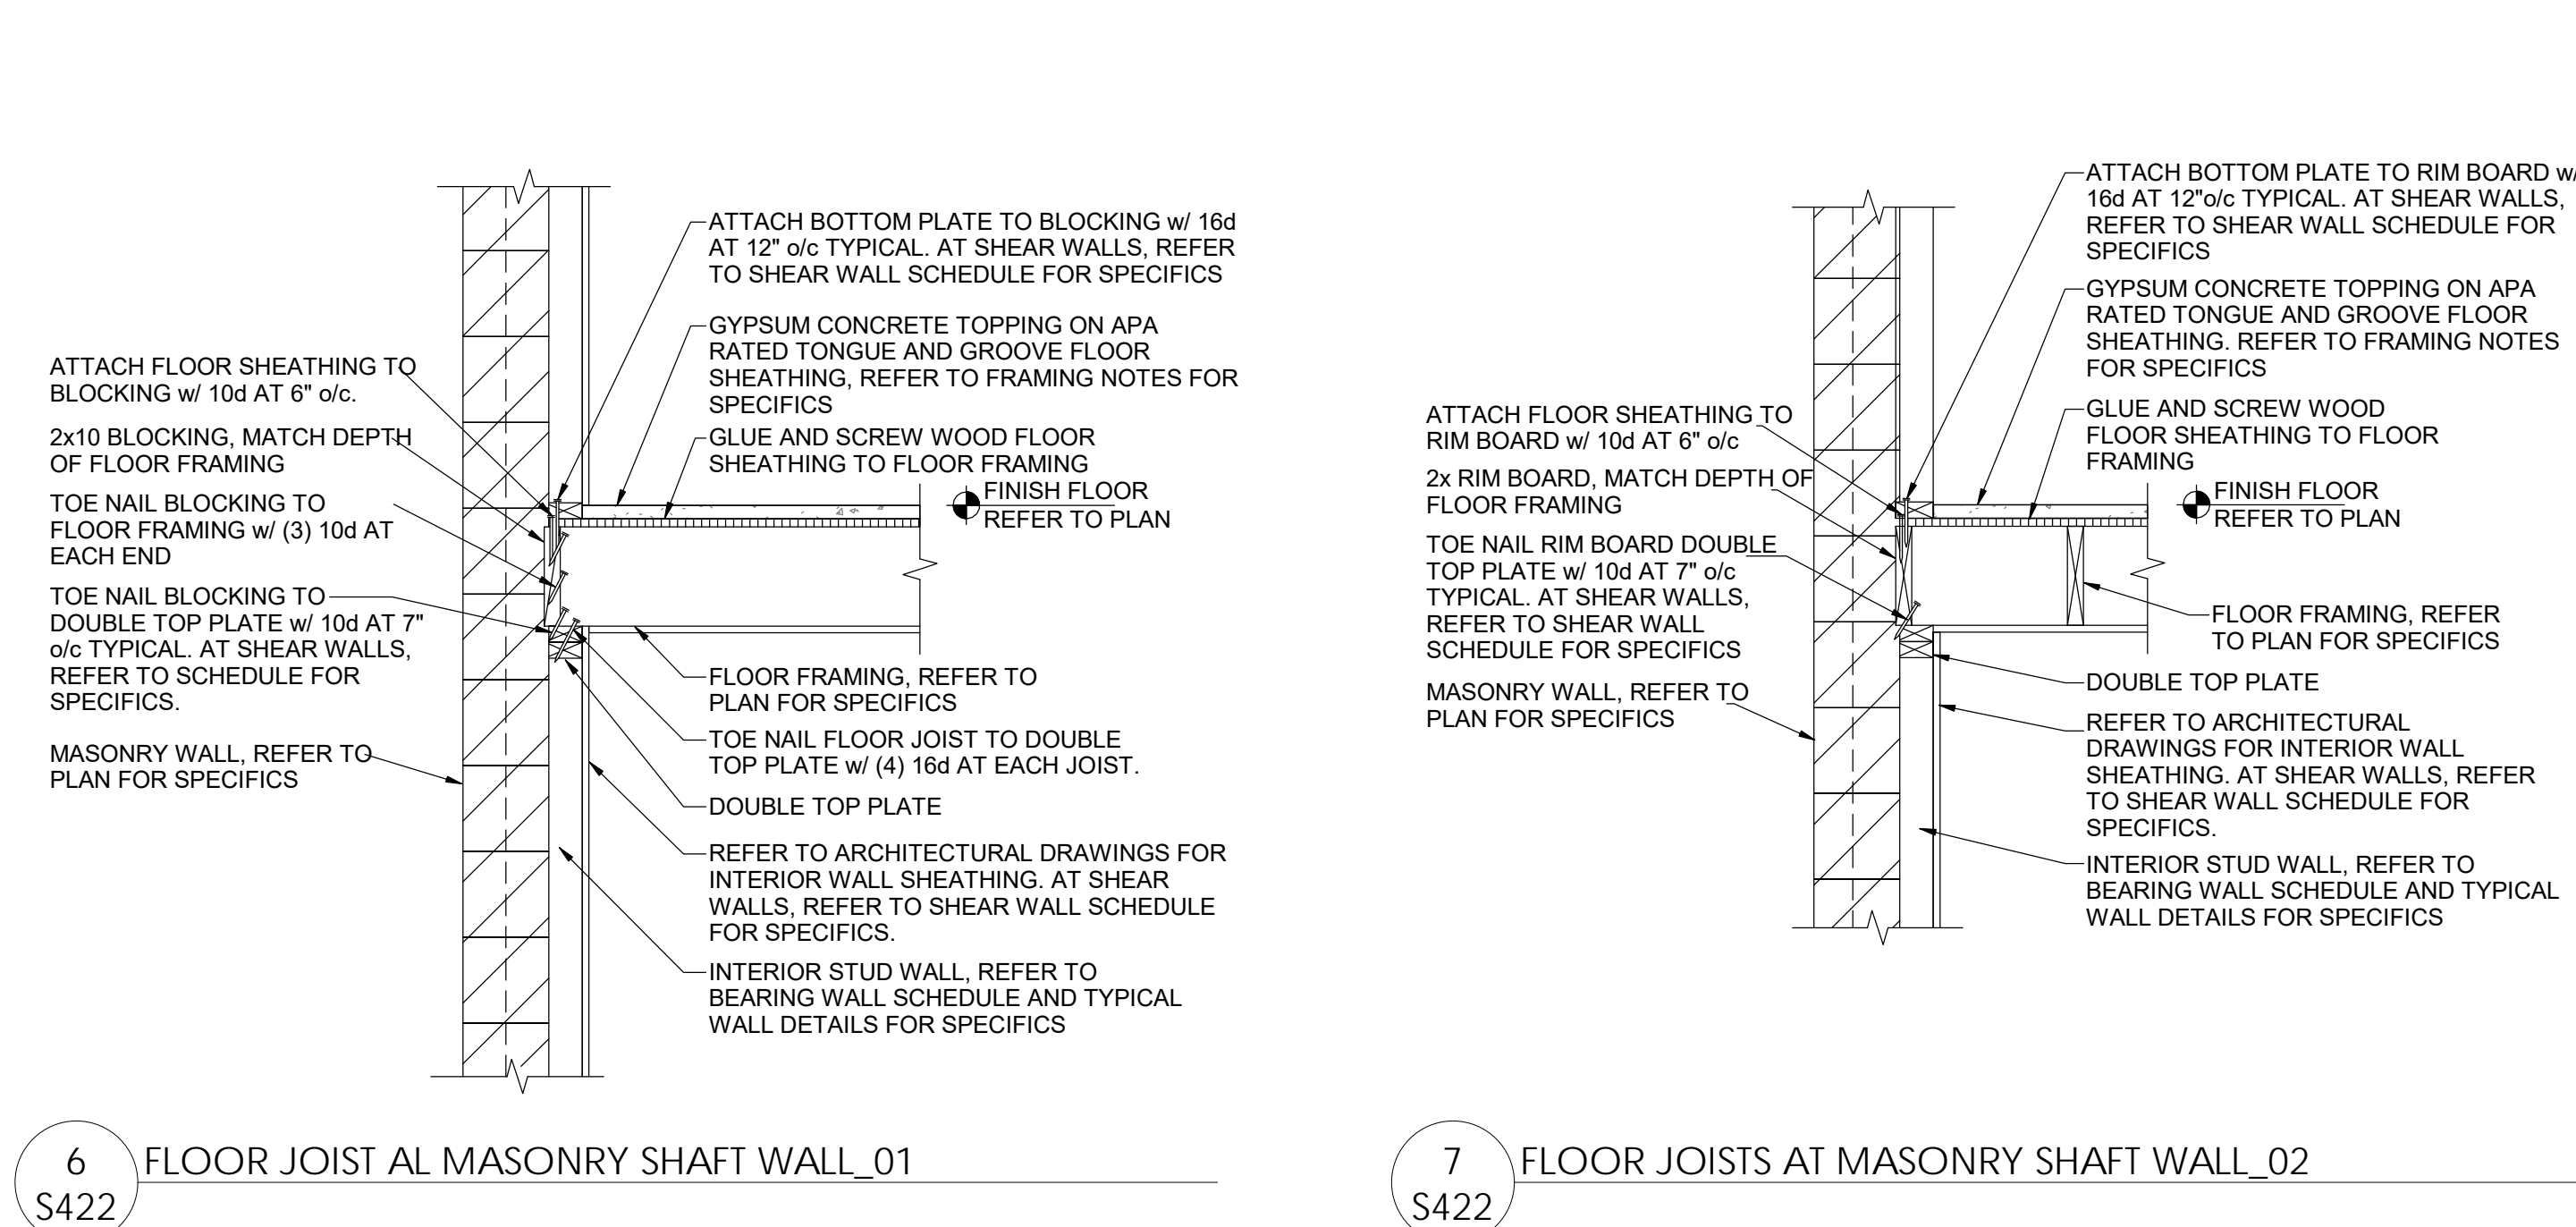 ATTACH BOTTOM PLATE TO BLOCKING w/ 16d
AT 12" o/c TYPICAL. AT SHEAR WALLS, REFER
TO SHEAR WALL SCHEDULE FOR SPECIFICS
GYPSUM CONCRETE TOPPING ON APA
RATED TONGUE AND GROOVE FLOOR
SHEATHING, REFER TO FRAMING NOTES FOR
SPECIFICS
GLUE AND SCREW WOOD FLOOR
SHEATHING TO FLOOR FRAMING
FINISH FLOOR
REFER TO PLAN
ATTACH FLOOR SHEATHING TO
BLOCKING w/ 10d AT 6" o/c.
2x10 BLOCKING, MATCH DEPTH
OF FLOOR FRAMING
TOE NAIL BLOCKING TO
FLOOR FRAMING w/ (3) 10d AT
EACH END
TOE NAIL BLOCKING TO
DOUBLE TOP PLATE w/ 10d AT 7"
o/c TYPICAL. AT SHEAR WALLS,
REFER TO SCHEDULE FOR
SPECIFICS.
MASONRY WALL, REFER TO
PLAN FOR SPECIFICS
FLOOR FRAMING, REFER TO
PLAN FOR SPECIFICS
TOE NAIL FLOOR JOIST TO DOUBLE
TOP PLATE w/ (4) 16d AT EACH JOIST.
DOUBLE TOP PLATE
REFER TO ARCHITECTURAL DRAWINGS FOR
INTERIOR WALL SHEATHING. AT SHEAR
WALLS, REFER TO SHEAR WALL SCHEDULE
FOR SPECIFICS.
INTERIOR STUD WALL, REFER TO
BEARING WALL SCHEDULE AND TYPICAL
WALL DETAILS FOR SPECIFICS
6
S422
FLOOR JOIST AL MASONRY SHAFT WALL_01
ATTACH BOTTOM PLATE TO RIM BOARD w/
16d AT 12"o/c TYPICAL. AT SHEAR WALLS,
REFER TO SHEAR WALL SCHEDULE FOR
SPECIFICS
GYPSUM CONCRETE TOPPING ON APA
RATED TONGUE AND GROOVE FLOOR
SHEATHING. REFER TO FRAMING NOTES
FOR SPECIFICS
GLUE AND SCREW WOOD
FLOOR SHEATHING TO FLOOR
FRAMING
FINISH FLOOR
REFER TO PLAN
ATTACH FLOOR SHEATHING TO
RIM BOARD w/ 10d AT 6" o/c
2x RIM BOARD, MATCH DEPTH OF
FLOOR FRAMING
TOE NAIL RIM BOARD DOUBLE
TOP PLATE w/ 10d AT 7" o/c
TYPICAL. AT SHEAR WALLS,
REFER TO SHEAR WALL
SCHEDULE FOR SPECIFICS
MASONRY WALL, REFER TO
PLAN FOR SPECIFICS
FLOOR FRAMING, REFER
TO PLAN FOR SPECIFICS
DOUBLE TOP PLATE
REFER TO ARCHITECTURAL
DRAWINGS FOR INTERIOR WALL
SHEATHING. AT SHEAR WALLS, REFER
TO SHEAR WALL SCHEDULE FOR
SPECIFICS.
INTERIOR STUD WALL, REFER TO
BEARING WALL SCHEDULE AND TYPICAL
WALL DETAILS FOR SPECIFICS
7
S422
FLOOR JOISTS AT MASONRY SHAFT WALL_02